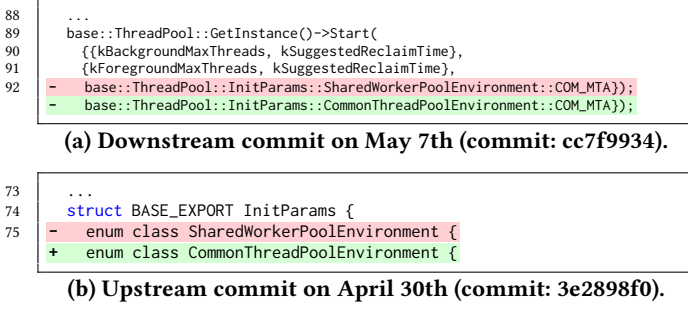 88 ...
89 base::ThreadPool::GetInstance()->Start(
90 {{kBackgroundMaxThreads, kSuggestedReclaimTime},
91 {kForegroundMaxThreads, kSuggestedReclaimTime},
92 - base::ThreadPool::InitParams::SharedWorkerPoolEnvironment::COM_MTA});
- base::ThreadPool::InitParams::CommonThreadPoolEnvironment::COM_MTA});
(a) Downstream commit on May 7th (commit: cc7f9934).
73 ...
74 struct BASE_EXPORT InitParams {
75 - enum class SharedWorkerPoolEnvironment {
+ enum class CommonThreadPoolEnvironment {
(b) Upstream commit on April 30th (commit: 3e2898f0).